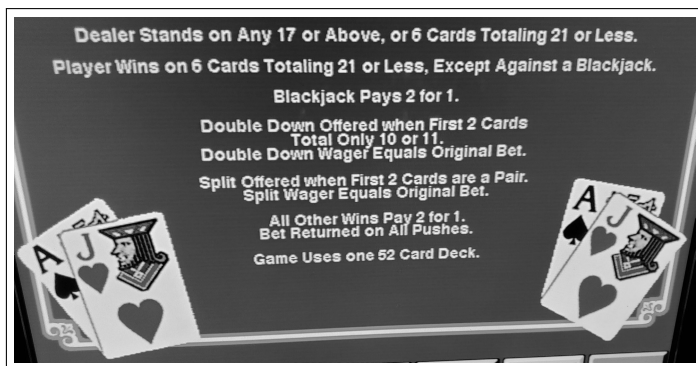 Dealer Stands on Any 17 or Above, or 6 Cards Totaling 21 or Less.
Player Wins on 6 Cards Totaling 21 or Less, Except Against a Blackjack.
Blackjack Pays 2 for 1.
Double Down Offered when First 2 Cards
Total Only 10 or 11.
Double Down Wager Equals Original Bet.
Split Offered when First 2 Cards are a Pair.
Split Wager Equals Original Bet.
All Other Wins Pay 2 for 1.
Bet Returned on All Pushes.
Game Uses one 52 Card Deck.
A J
A J